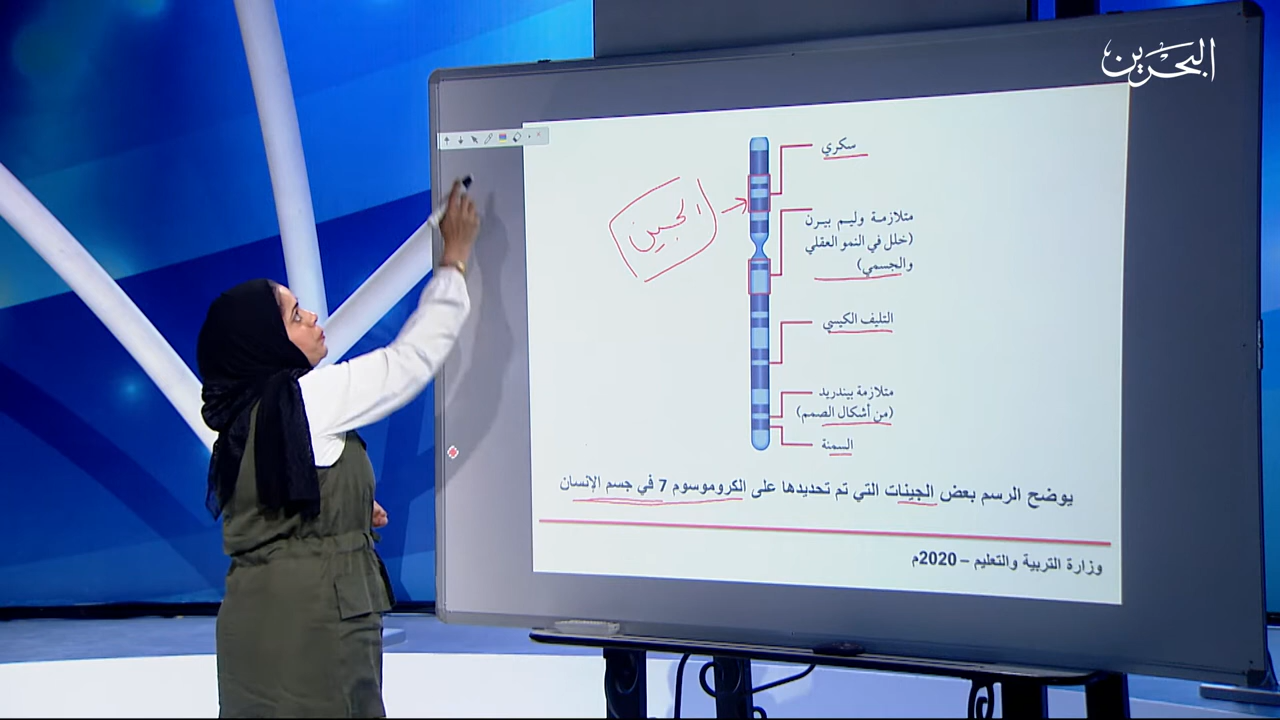 البحرين
سكري
متلازمة وليم بيرن
(خلل في النمو العقلي
والجسمي)
الجين
التليف الكيسي
متلازمة بيندريد
(من أشكال الصمم)
السمنة
يوضح الرسم بعض الجينات التي تم تحديدها على الكروموسوم 7 في جسم الإنسان
وزارة التربية والتعليم – 2020م